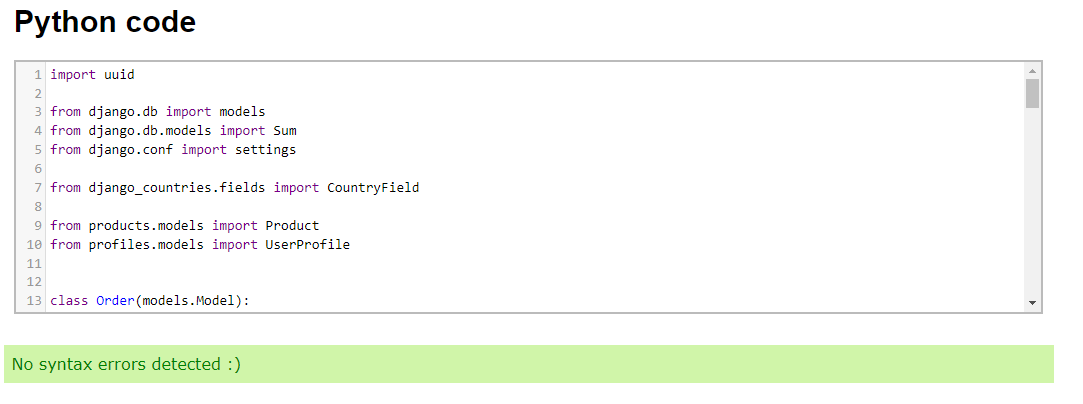 Python code
1 import uuid
2
3 from django.db import models
4 from django.db.models import Sum
5 from django.conf import settings
6
7 from django_countries.fields import CountryField
8
9 from products.models import Product
10 from profiles.models import UserProfile
11
12
13 class Order(models.Model):
No syntax errors detected :)